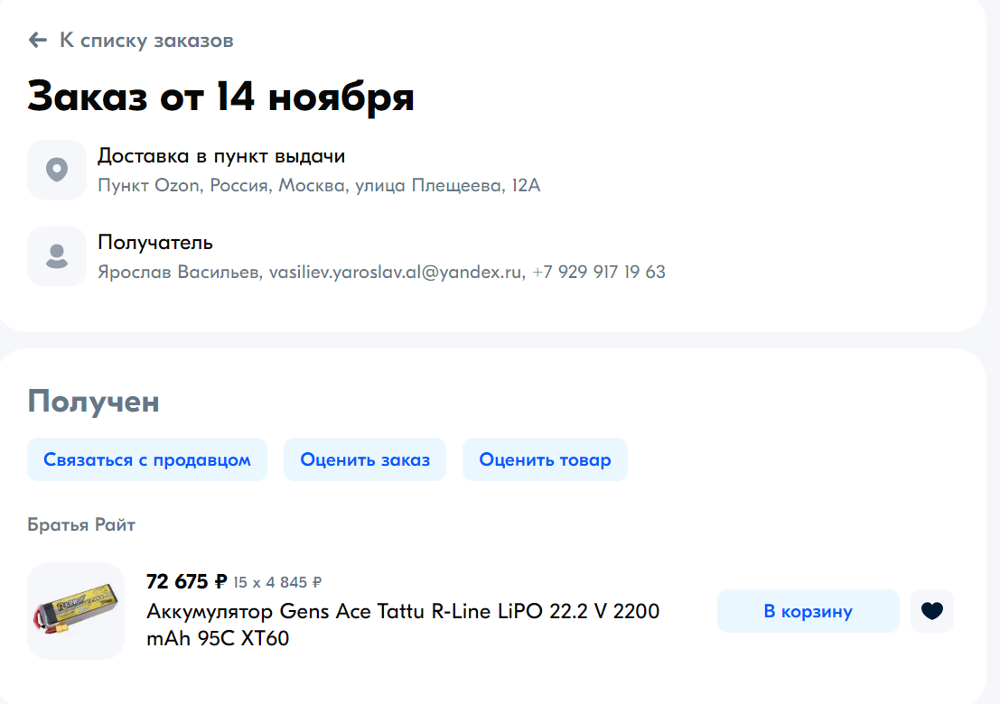 К списку заказов
Заказ от 14 ноября
Доставка в пункт выдачи
Пункт Ozon, Россия, Москва, улица Плещеева, 12А
Получатель
Ярослав Васильев, vasiliev.yaroslav.al@yandex.ru, +7 929 917 19 63
Получен
Связаться с продавцом
Оценить заказ
Оценить товар
Братья Райт
72 675 ₽ 15 x 4 845 ₽
Аккумулятор Gens Ace Tattu R-Line LiPO 22.2 V 2200
mAh 95C XT60
В корзину